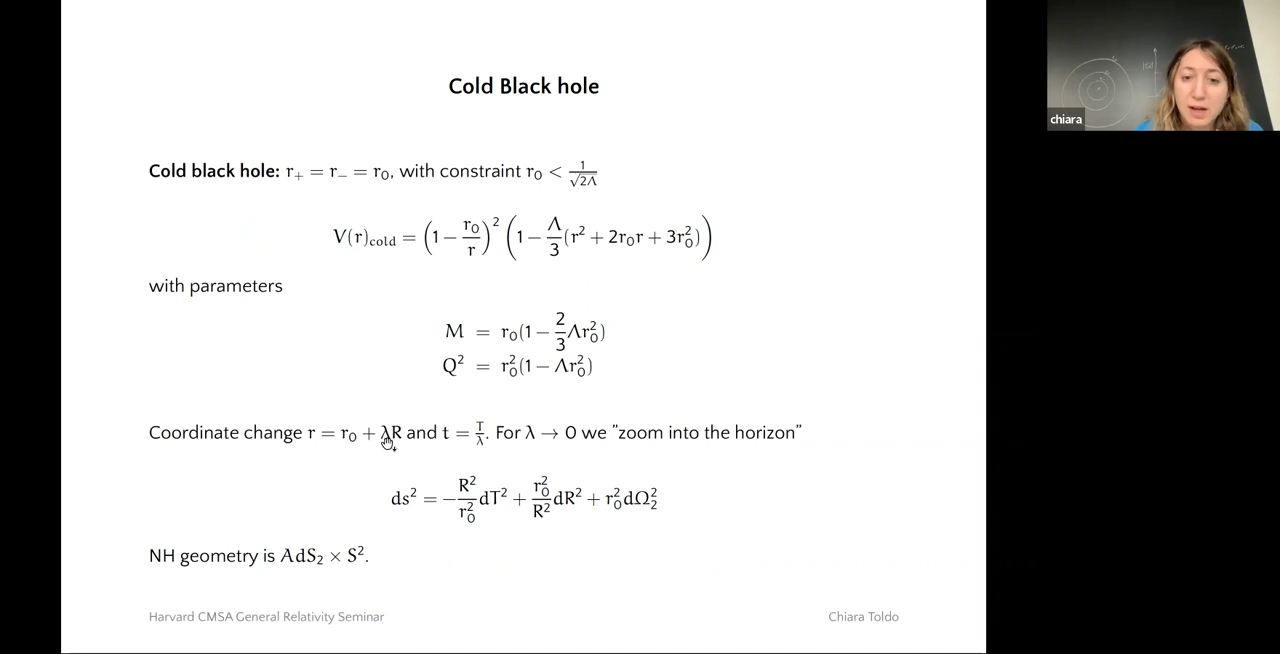 Cold Black hole
Cold black hole: r₊ = r₋ = r₀, with constraint r₀ < 1/√(2Λ)
V(r)_cold = (1 − r₀/r)² (1 − Λ/3 (r² + 2r₀r + 3r₀²))
with parameters
M = r₀(1 − 2/3 Λr₀²)
Q² = r₀²(1 − Λr₀²)
Coordinate change r = r₀ + λR and t = T/λ. For λ → 0 we "zoom into the horizon"
ds² = − R²/r₀² dT² + r₀²/R² dR² + r₀²dΩ₂²
NH geometry is AdS₂ × S².
Harvard CMSA General Relativity Seminar
Chiara Toldo
chiara